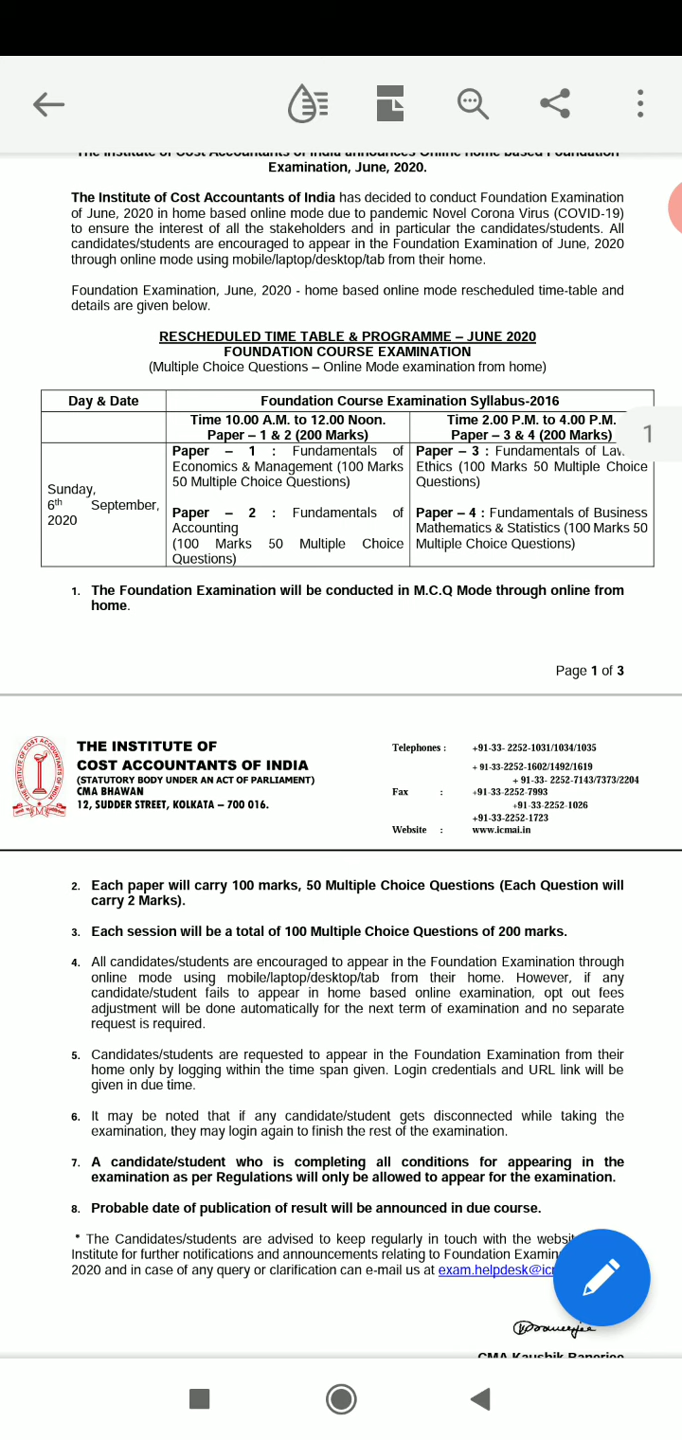 The Institute of Cost Accountants of India announces Online home based Foundation
Examination, June, 2020.
The Institute of Cost Accountants of India has decided to conduct Foundation Examination
of June, 2020 in home based online mode due to pandemic Novel Corona Virus (COVID-19)
to ensure the interest of all the stakeholders and in particular the candidates/students. All
candidates/students are encouraged to appear in the Foundation Examination of June, 2020
through online mode using mobile/laptop/desktop/tab from their home.
Foundation Examination, June, 2020 - home based online mode rescheduled time-table and
details are given below.
RESCHEDULED TIME TABLE & PROGRAMME – JUNE 2020
FOUNDATION COURSE EXAMINATION
(Multiple Choice Questions – Online Mode examination from home)
Day & Date
Foundation Course Examination Syllabus-2016
Time 10.00 A.M. to 12.00 Noon.
Paper – 1 & 2 (200 Marks)
Time 2.00 P.M. to 4.00 P.M.
Paper – 3 & 4 (200 Marks)
1
Sunday,
6th September,
2020
Paper – 1 : Fundamentals of
Economics & Management (100 Marks
50 Multiple Choice Questions)
Paper – 2 : Fundamentals of
Accounting
(100 Marks 50 Multiple Choice
Questions)
Paper – 3 : Fundamentals of
Ethics (100 Marks 50 Multiple Choice
Questions)
Paper – 4 : Fundamentals of Business
Mathematics & Statistics (100 Marks 50
Multiple Choice Questions)
1. The Foundation Examination will be conducted in M.C.Q Mode through online from
home.
Page 1 of 3
THE INSTITUTE OF
COST ACCOUNTANTS OF INDIA
(STATUTORY BODY UNDER AN ACT OF PARLIAMENT)
CMA BHAWAN
12, SUDDER STREET, KOLKATA – 700 016.
Telephones : +91-33- 2252-1031/1034/1035
+ 91-33-2252-1602/1492/1619
+ 91-33- 2252-7143/7373/2204
Fax : +91-33-2252-7993
+91-33-2252-1026
+91-33-2252-1723
Website : www.icmai.in
2. Each paper will carry 100 marks, 50 Multiple Choice Questions (Each Question will
carry 2 Marks).
3. Each session will be a total of 100 Multiple Choice Questions of 200 marks.
4. All candidates/students are encouraged to appear in the Foundation Examination through
online mode using mobile/laptop/desktop/tab from their home. However, if any
candidate/student fails to appear in home based online examination, opt out fees
adjustment will be done automatically for the next term of examination and no separate
request is required.
5. Candidates/students are requested to appear in the Foundation Examination from their
home only by logging within the time span given. Login credentials and URL link will be
given in due time.
6. It may be noted that if any candidate/student gets disconnected while taking the
examination, they may login again to finish the rest of the examination.
7. A candidate/student who is completing all conditions for appearing in the
examination as per Regulations will only be allowed to appear for the examination.
8. Probable date of publication of result will be announced in due course.
* The Candidates/students are advised to keep regularly in touch with the
Institute for further notifications and announcements relating to Foundation
2020 and in case of any query or clarification can e-mail us at
CMA Kaushik Banerjee